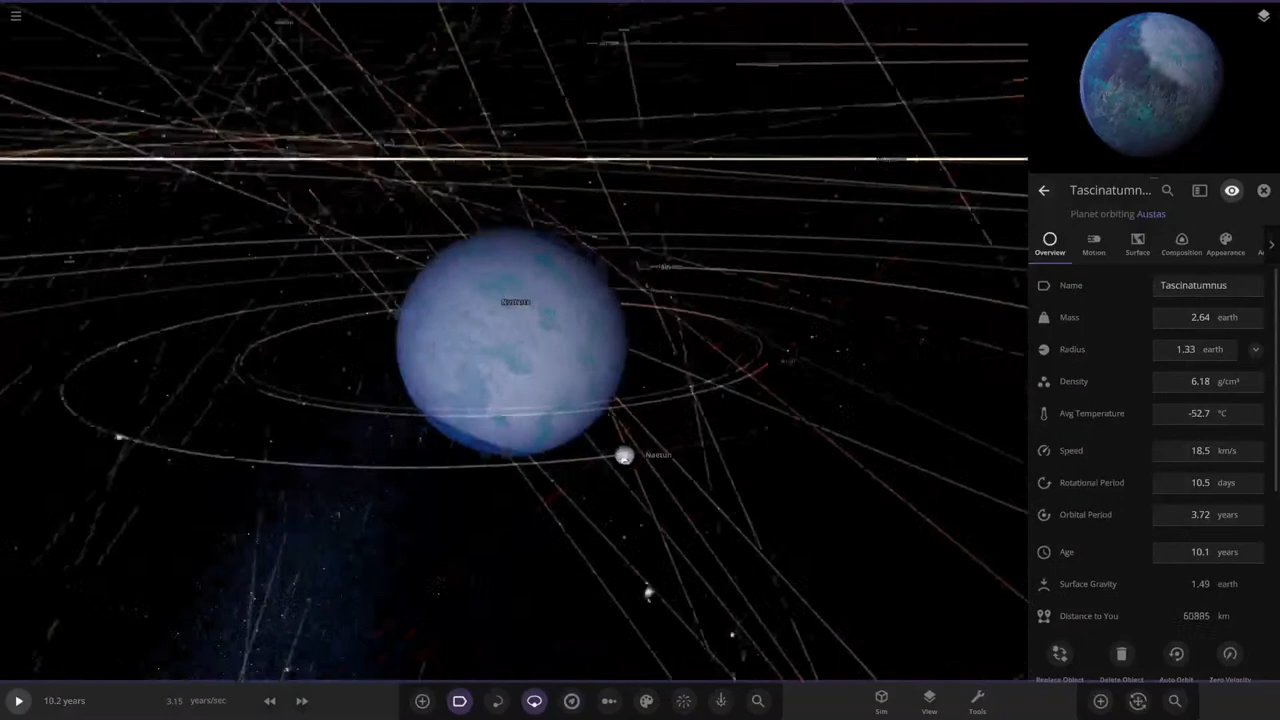 Tascinatumn...
Planet orbiting Austas
Overview
Motion
Surface
Composition
Appearance
Name
Tascinatumnus
Mass
2.64 earth
Radius
1.33 earth
Density
6.18 g/cm³
Avg Temperature
-52.7 °C
Speed
18.5 km/s
Rotational Period
10.5 days
Orbital Period
3.72 years
Age
10.1 years
Surface Gravity
1.49 earth
Distance to You
60885 km
Replace Object
Delete Object
Auto Orbit
Zero Velocity
Naesun
10.2 years
3.15 years/sec
Sim
View
Tools